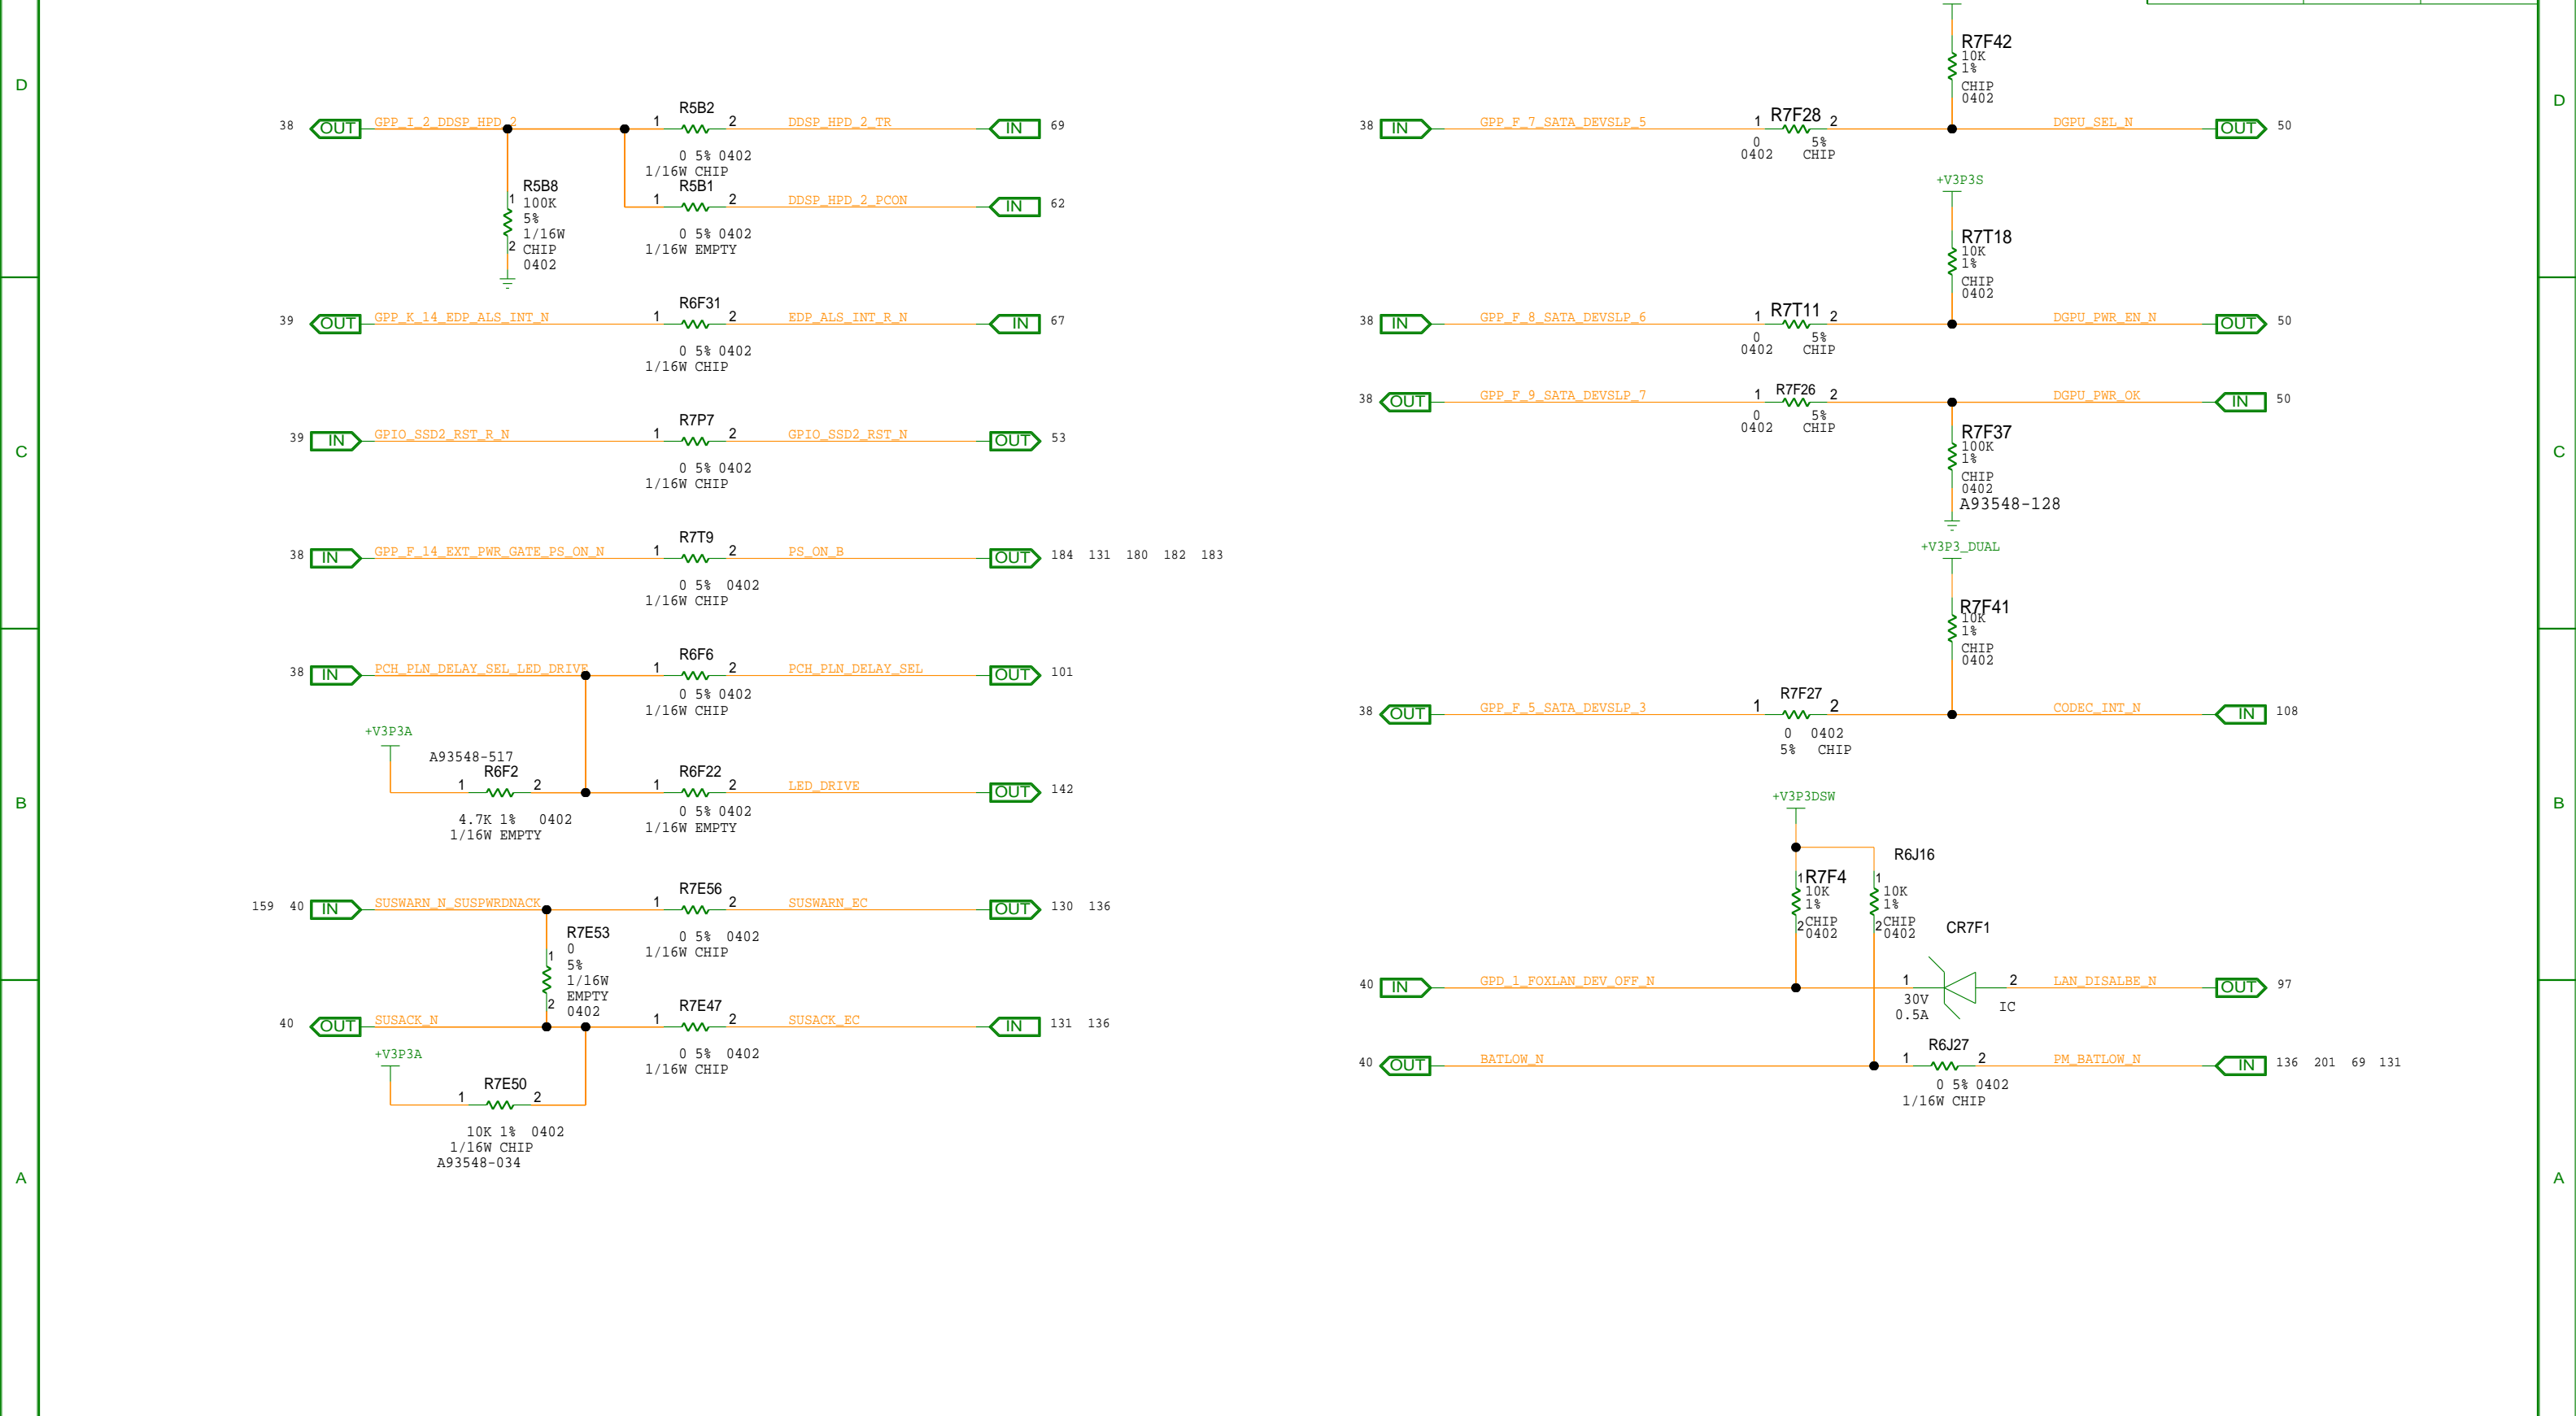 D
38 OUT GPP_I_2_DDSP_HPD_2 1 R5B2 2 DDSP_HPD_2_TR IN 69
0 5% 0402
1/16W CHIP
R5B8
1
100K
5%
1/16W
2 CHIP
0402
R5B1
1 2 DDSP_HPD_2_PCON IN 62
0 5% 0402
1/16W EMPTY
R6F31
39 OUT GPP_K_14_EDP_ALS_INT_N 1 2 EDP_ALS_INT_R_N IN 67
0 5% 0402
1/16W CHIP
C
R7P7
39 IN GPIO_SSD2_RST_R_N 1 2 GPIO_SSD2_RST_N OUT 53
0 5% 0402
1/16W CHIP
R7T9
38 IN GPP_F_14_EXT_PWR_GATE_PS_ON_N 1 2 PS_ON_B OUT 184 131 180 182 183
0 5% 0402
1/16W CHIP
R6F6
38 IN PCH_PLN_DELAY_SEL_LED_DRIVE 1 2 PCH_PLN_DELAY_SEL OUT 101
0 5% 0402
1/16W CHIP
+V3P3A
A93548-517
R6F2
1 2
4.7K 1% 0402
1/16W EMPTY
R6F22
1 2 LED_DRIVE OUT 142
0 5% 0402
1/16W EMPTY
B
R7E56
159 40 IN SUSWARN_N_SUSPWRDNACK 1 2 SUSWARN_EC OUT 130 136
0 5% 0402
1/16W CHIP
R7E53
0
1
5%
1/16W
EMPTY
2
0402
R7E47
40 OUT SUSACK_N 1 2 SUSACK_EC IN 131 136
0 5% 0402
1/16W CHIP
+V3P3A
R7E50
1 2
10K 1% 0402
1/16W CHIP
A93548-034
A
R7F42
10K
1%
CHIP
0402
D
38 IN GPP_F_7_SATA_DEVSLP_5 1 R7F28 2 DGPU_SEL_N OUT 50
0 5%
0402 CHIP
+V3P3S
R7T18
10K
1%
CHIP
0402
38 IN GPP_F_8_SATA_DEVSLP_6 1 R7T11 2 DGPU_PWR_EN_N OUT 50
0 5%
0402 CHIP
38 OUT GPP_F_9_SATA_DEVSLP_7 1 R7F26 2 DGPU_PWR_OK IN 50
0 5%
0402 CHIP
R7F37
100K
1%
CHIP
0402
A93548-128
C
+V3P3_DUAL
R7F41
10K
1%
CHIP
0402
R7F27
38 OUT GPP_F_5_SATA_DEVSLP_3 1 2 CODEC_INT_N IN 108
0 0402
5% CHIP
+V3P3DSW
B
1 R7F4
10K
1%
CHIP
2 0402
R6J16
1
10K
1%
CHIP
2 0402
CR7F1
40 IN GPD_1_FOXLAN_DEV_OFF_N 1 2 LAN_DISALBE_N OUT 97
30V
0.5A
IC
R6J27
40 OUT BATLOW_N 1 2 PM_BATLOW_N IN 136 201 69 131
0 5% 0402
1/16W CHIP
A